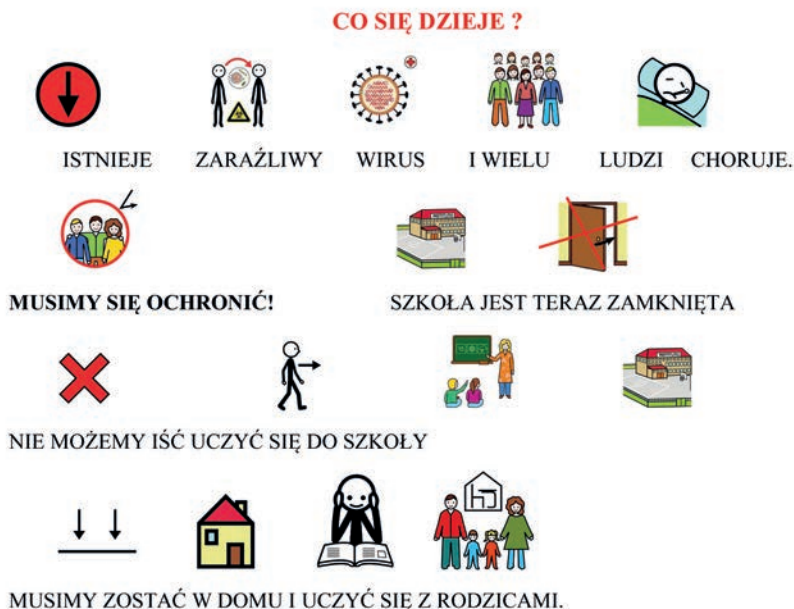 CO SIĘ DZIEJE ?
ISTNIEJE ZARAŹLIWY WIRUS I WIELU LUDZI CHORUJE.
MUSIMY SIĘ OCHRONIĆ! SZKOŁA JEST TERAZ ZAMKNIĘTA
NIE MOŻEMY IŚĆ UCZYĆ SIĘ DO SZKOŁY
MUSIMY ZOSTAĆ W DOMU I UCZYĆ SIĘ Z RODZICAMI.